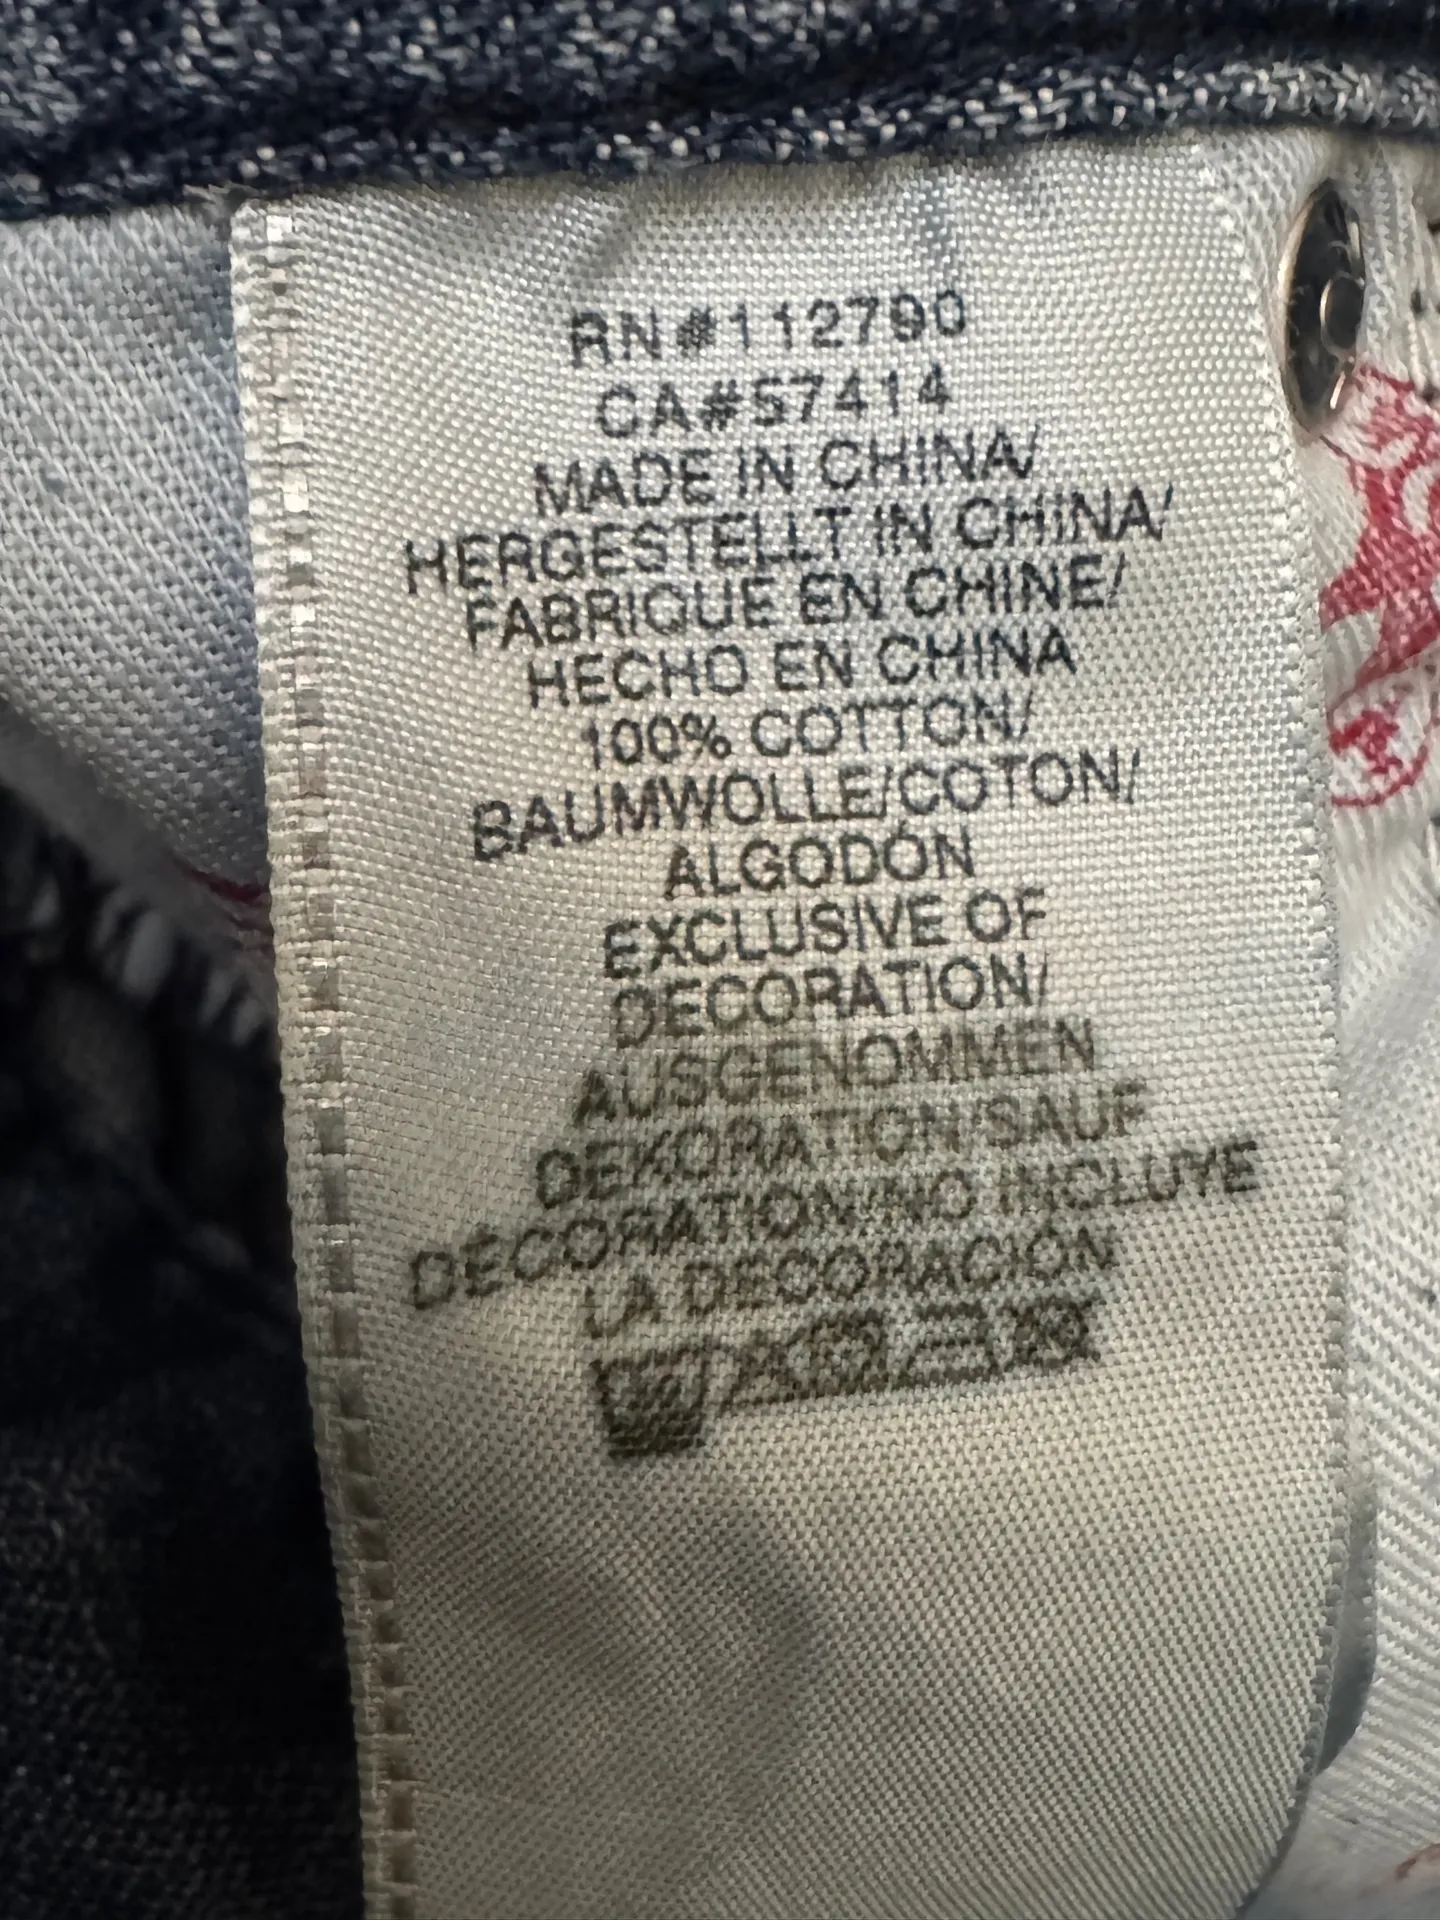 RN#112790
CA#57414
MADE IN CHINA/
HERGESTELLT IN CHINA/
FABRIQUE EN CHINE/
HECHO EN CHINA
100% COTTON/
BAUMWOLLE/COTON/
ALGODÓN
EXCLUSIVE OF
DECORATION/
AUSGENOMMEN
DEKORATION/SAUF
DECORATION/NO INCLUYE
LA DECORACIÓN